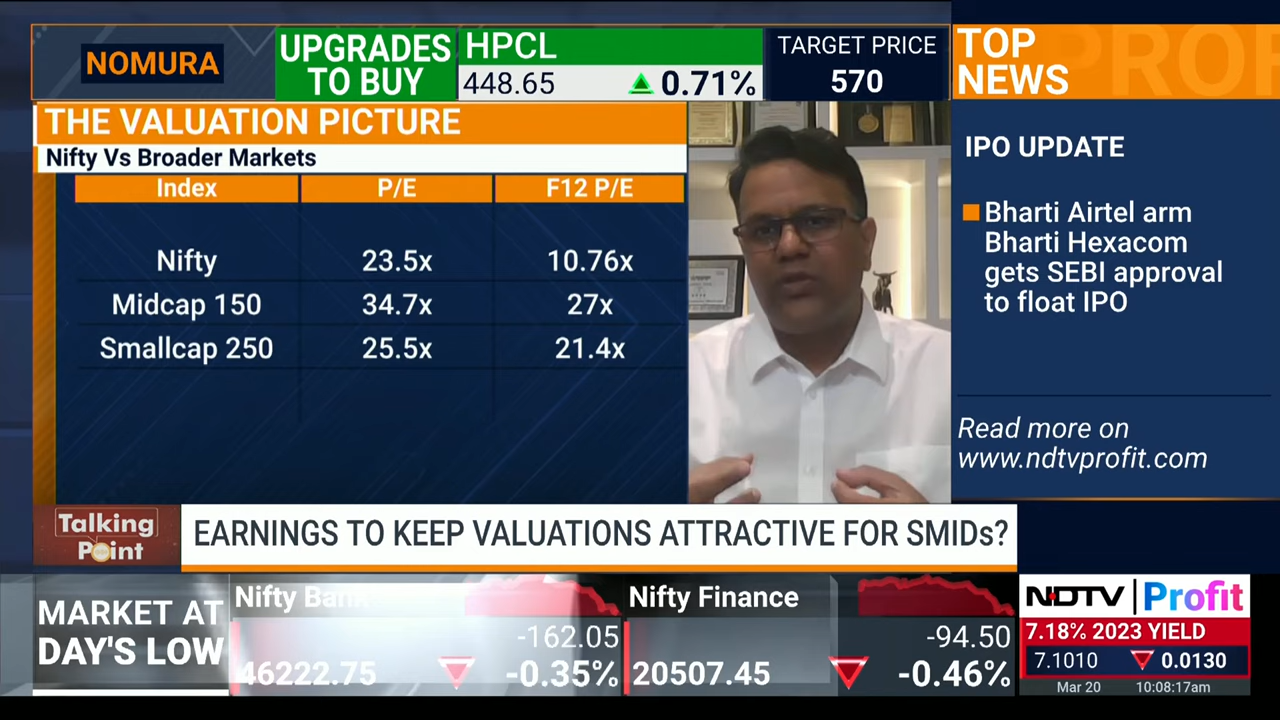 NOMURA
UPGRADES
TO BUY
HPCL
448.65 0.71%
TARGET PRICE
570
TOP
NEWS
THE VALUATION PICTURE
Nifty Vs Broader Markets
Index P/E F12 P/E
Nifty 23.5x 10.76x
Midcap 150 34.7x 27x
Smallcap 250 25.5x 21.4x
IPO UPDATE
Bharti Airtel arm
Bharti Hexacom
gets SEBI approval
to float IPO
Read more on
www.ndtvprofit.com
Talking
Point
EARNINGS TO KEEP VALUATIONS ATTRACTIVE FOR SMIDs?
MARKET AT
DAY'S LOW
Nifty Bank
-162.05
46222.75 -0.35%
Nifty Finance
-94.50
20507.45 -0.46%
NDTV Profit
7.18% 2023 YIELD
7.1010 0.0130
Mar 20 10:08:17am